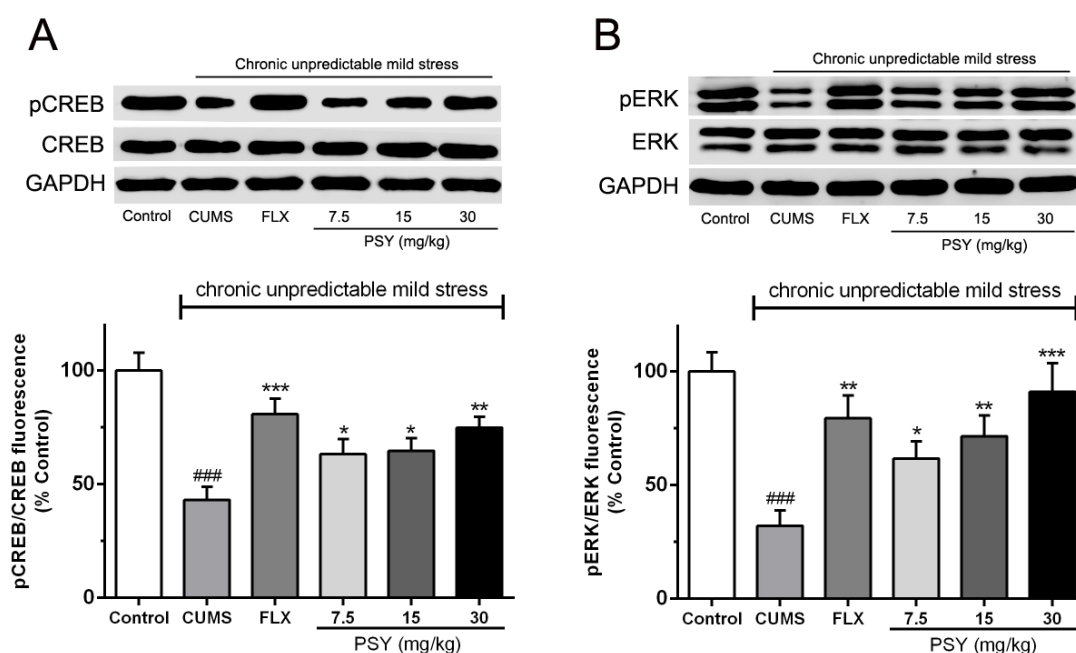 A
Chronic unpredictable mild stress
pCREB
CREB
GAPDH
Control CUMS FLX 7.5 15 30
PSY (mg/kg)
chronic unpredictable mild stress
pCREB/CREB fluorescence
(% Control)
100
50
0
###
***
*
*
**
Control CUMS FLX 7.5 15 30
PSY (mg/kg)
B
Chronic unpredictable mild stress
pERK
ERK
GAPDH
Control CUMS FLX 7.5 15 30
PSY (mg/kg)
chronic unpredictable mild stress
pERK/ERK fluorescence
(% Control)
100
50
0
###
**
*
**
***
Control CUMS FLX 7.5 15 30
PSY (mg/kg)